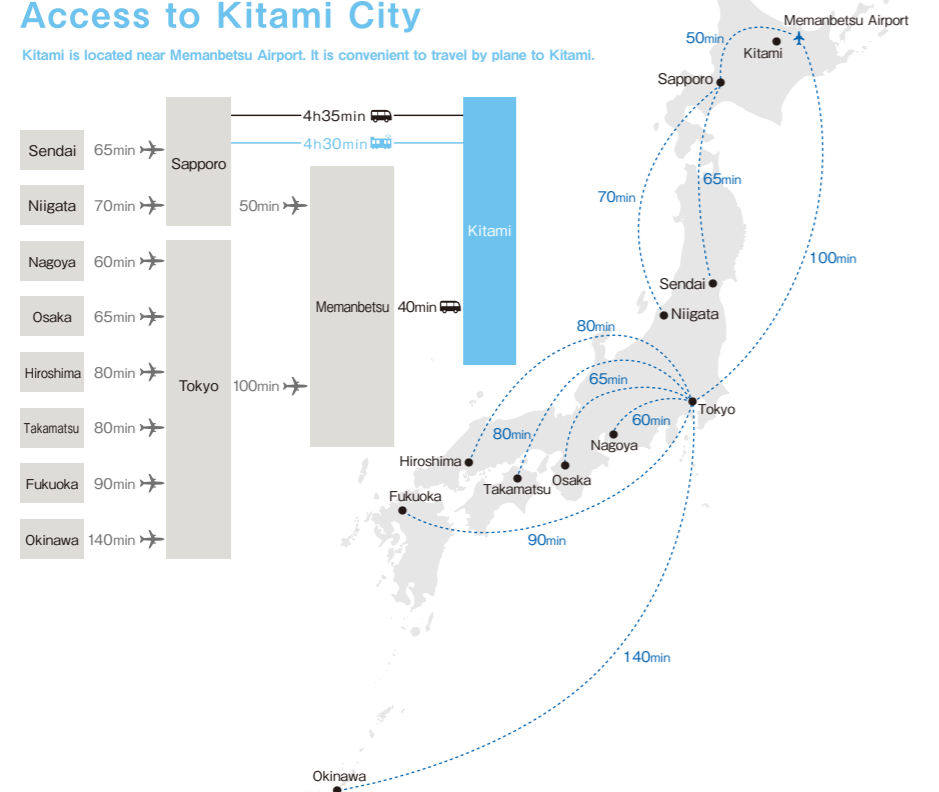 Access to Kitami City
Kitami is located near Memanbetsu Airport. It is convenient to travel by plane to Kitami.
Sendai 65min
Niigata 70min
Nagoya 60min
Osaka 65min
Hiroshima 80min
Takamatsu 80min
Fukuoka 90min
Okinawa 140min
Sapporo
Tokyo
4h35min
4h30min
50min
100min
Memanbetsu
40min
Kitami
Memanbetsu Airport
50min
Kitami
Sapporo
70min
65min
100min
Sendai
Niigata
80min
65min
Tokyo
60min
80min
Nagoya
Hiroshima
Takamatsu
Osaka
Fukuoka
90min
140min
Okinawa